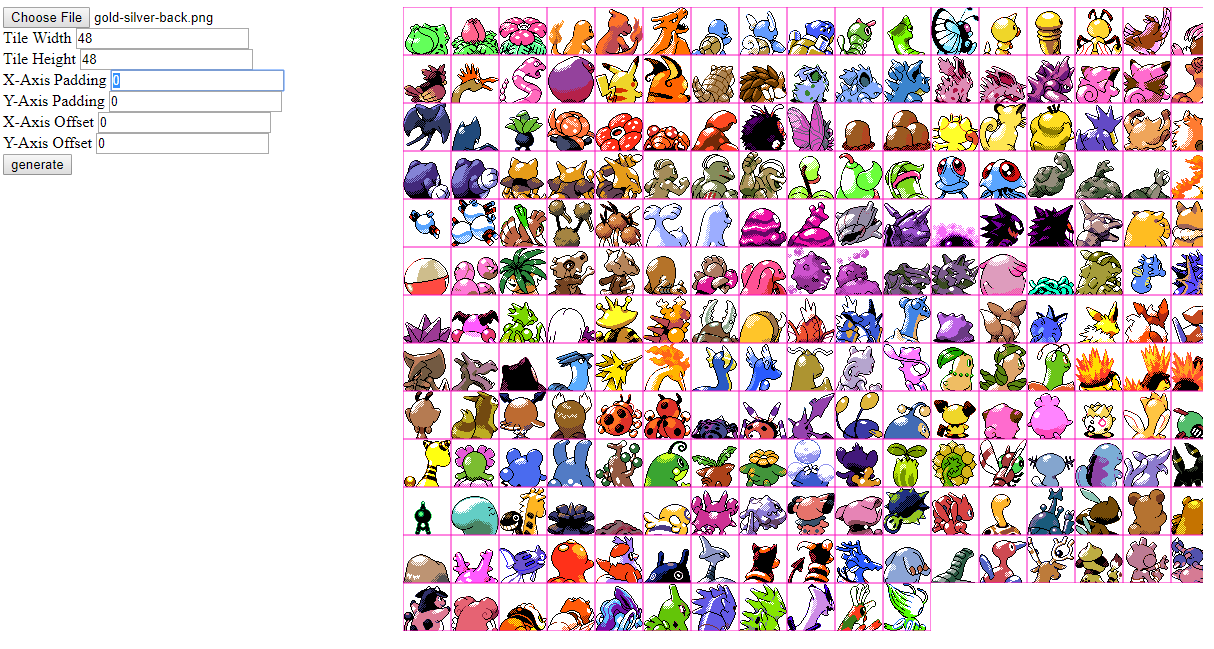 Choose File gold-silver-back.png
Tile Width 48
Tile Height 48
X-Axis Padding 0
Y-Axis Padding 0
X-Axis Offset 0
Y-Axis Offset 0
generate